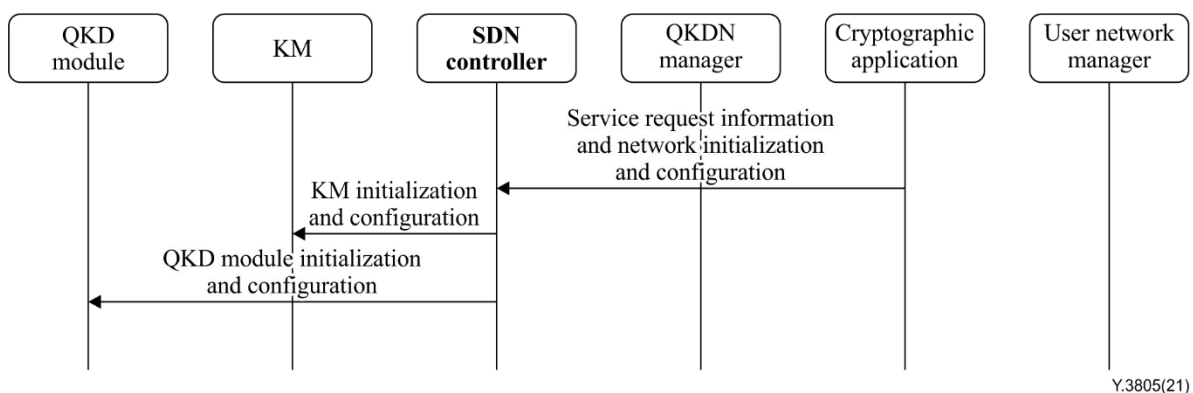 QKD
module
KM
SDN
controller
QKDN
manager
Cryptographic
application
User network
manager
Service request information
and network initialization
and configuration
KM initialization
and configuration
QKD module initialization
and configuration
Y.3805(21)